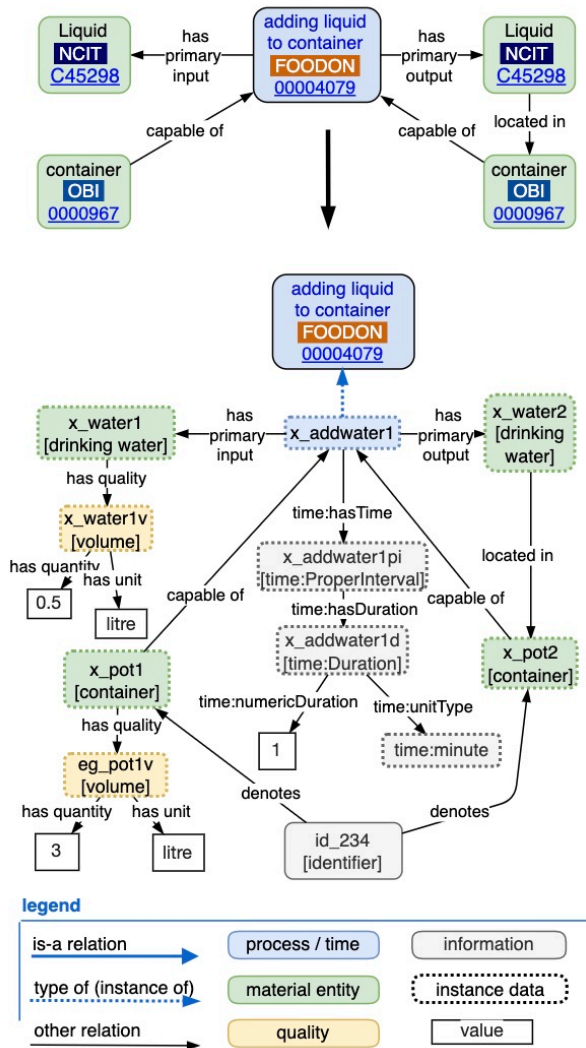 Liquid
NCIT
C45298
has
primary
input
adding liquid
to container
FOODON
00004079
has
primary
output
Liquid
NCIT
C45298
capable of
capable of
located in
container
OBI
0000967
container
OBI
0000967
adding liquid
to container
FOODON
00004079
x_water1
[drinking water]
has
primary
input
x_addwater1
has
primary
output
x_water2
[drinking
water]
has quality
x_water1v
[volume]
time:hasTime
has quantity
has unit
0.5
litre
x_addwater1pi
[time:ProperInterval]
located in
capable of
time:hasDuration
capable of
x_addwater1d
[time:Duration]
x_pot1
[container]
x_pot2
[container]
time:numericDuration
time:unitType
has quality
1
time:minute
eg_pot1v
[volume]
denotes
denotes
has quantity
has unit
3
litre
id_234
[identifier]
legend
is-a relation
process / time
information
type of (instance of)
material entity
instance data
other relation
quality
value